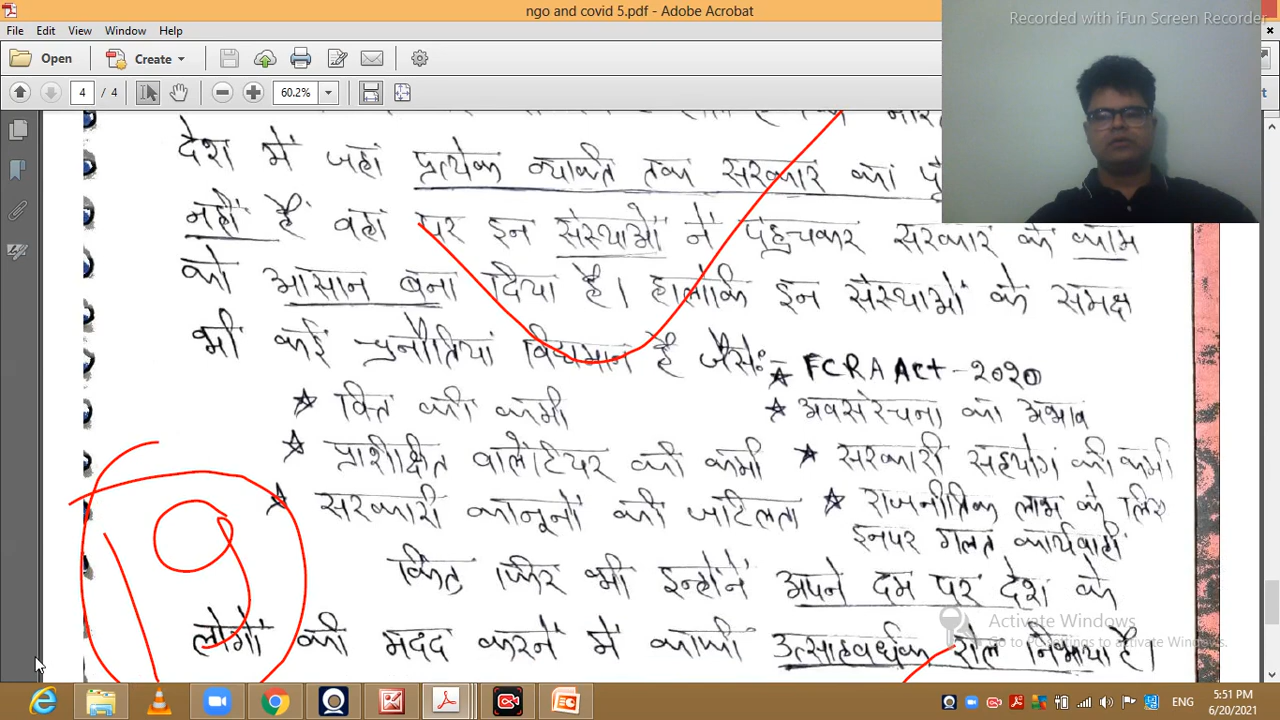 ngo and covid 5.pdf - Adobe Acrobat
Recorded with iFun Screen Recorder
File Edit View Window Help
Open Create
4 / 4 60.2%
देश में जहां प्रत्येक व्यक्ति तक सरकार की
नहीं है वहां पर इन संस्थाओं ने पहुंचकर सरकार के काम
को आसान बना दिया है। हालांकि इन संस्थाओं के समक्ष
भी कई चुनौतियां विद्यमान है जैसे:-
★ FCRA Act - 2020
★ वित्त की कमी ★ अवसंरचना का अभाव
★ प्रशीक्षित वालेंटियर की कमी ★ सरकारी सहयोग की कमी
★ सरकारी कानूनों की जटिलता ★ राजनीतिक लाभ के लिए
इनपर गलत कार्यवाही
19
किंतु फिर भी इन्होंने अपने दम पर देश के
लोगों की मदद करने में काफी उत्साहवर्धक रोल निभाया है।
Activate Windows
Go to PC settings to activate Windows.
ENG
5:51 PM
6/20/2021